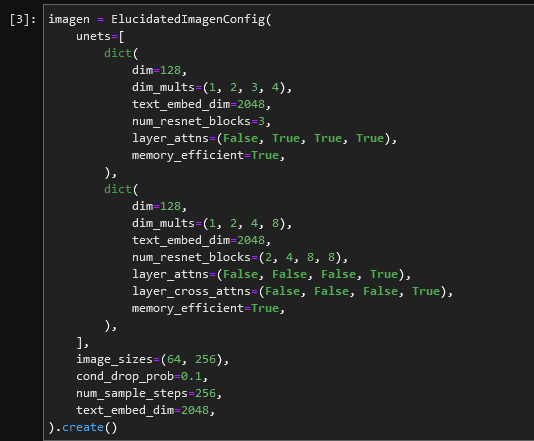 [3]: imagen = ElucidatedImagenConfig(
    unets=[
        dict(
            dim=128,
            dim_mults=(1, 2, 3, 4),
            text_embed_dim=2048,
            num_resnet_blocks=3,
            layer_attns=(False, True, True, True),
            memory_efficient=True,
        ),
        dict(
            dim=128,
            dim_mults=(1, 2, 4, 8),
            text_embed_dim=2048,
            num_resnet_blocks=(2, 4, 8, 8),
            layer_attns=(False, False, False, True),
            layer_cross_attns=(False, False, False, True),
            memory_efficient=True,
        ),
    ],
    image_sizes=(64, 256),
    cond_drop_prob=0.1,
    num_sample_steps=256,
    text_embed_dim=2048,
).create()